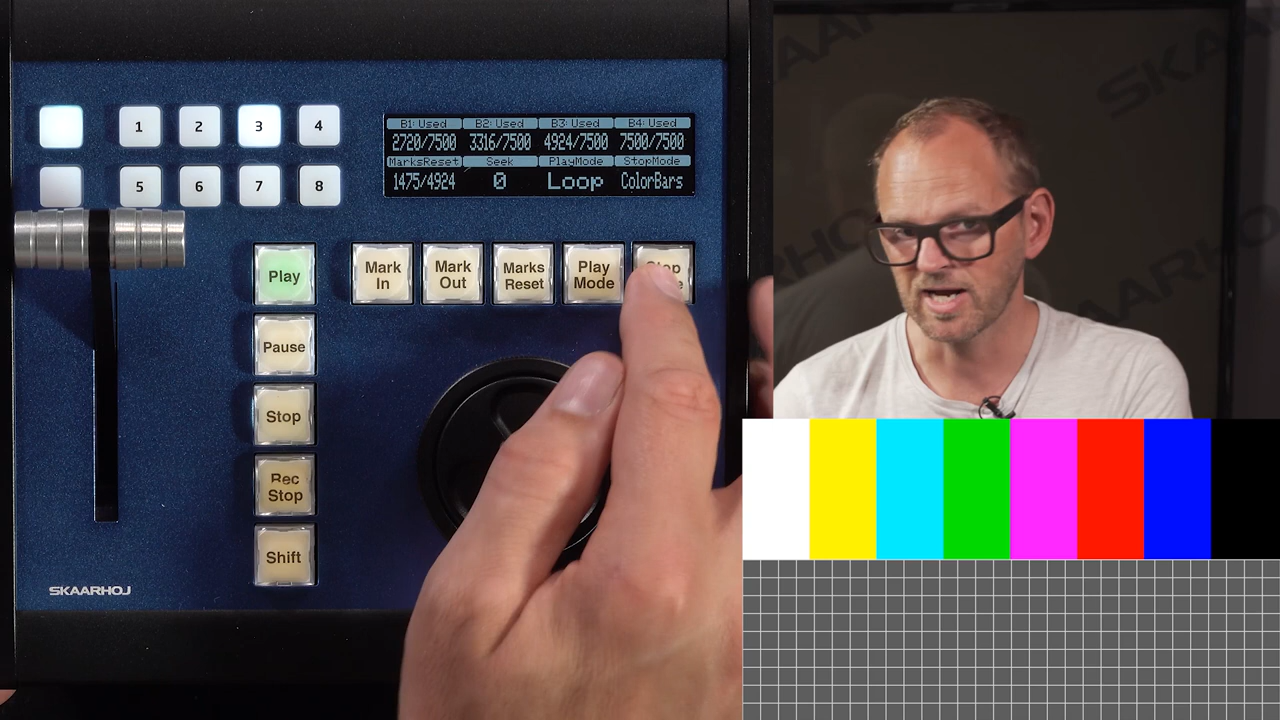 1 2 3 4
5 6 7 8
B1: Used B2: Used B3: Used B4: Used
2720/7500 3316/7500 4924/7500 7500/7500
MarksReset Seek PlayMode StopMode
1475/4924 0 Loop ColorBars
Play
Mark In
Mark Out
Marks Reset
Play Mode
Pause
Stop
Rec Stop
Shift
SKAARHOJ
SKAAR